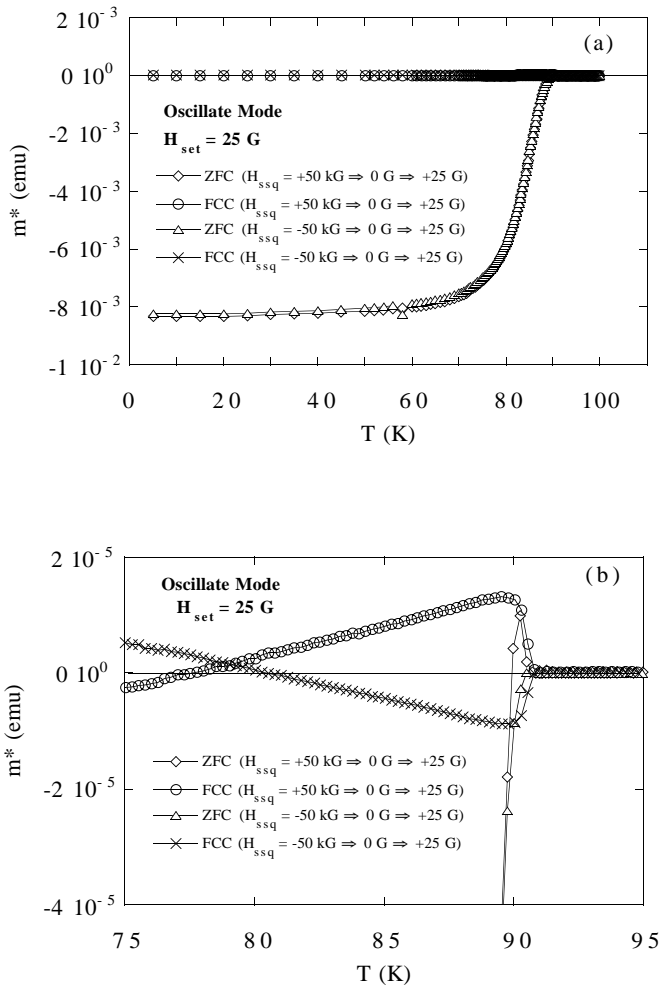 2 10⁻³
(a)
0 10⁰
Oscillate Mode
H_set = 25 G
-2 10⁻³
ZFC (H_ssq = +50 kG ⇒ 0 G ⇒ +25 G)
-4 10⁻³
FCC (H_ssq = +50 kG ⇒ 0 G ⇒ +25 G)
ZFC (H_ssq = -50 kG ⇒ 0 G ⇒ +25 G)
-6 10⁻³
FCC (H_ssq = -50 kG ⇒ 0 G ⇒ +25 G)
-8 10⁻³
-1 10⁻²
m* (emu)
0 20 40 60 80 100
T (K)
2 10⁻⁵
(b)
Oscillate Mode
H_set = 25 G
0 10⁰
ZFC (H_ssq = +50 kG ⇒ 0 G ⇒ +25 G)
-2 10⁻⁵
FCC (H_ssq = +50 kG ⇒ 0 G ⇒ +25 G)
ZFC (H_ssq = -50 kG ⇒ 0 G ⇒ +25 G)
FCC (H_ssq = -50 kG ⇒ 0 G ⇒ +25 G)
-4 10⁻⁵
m* (emu)
75 80 85 90 95
T (K)